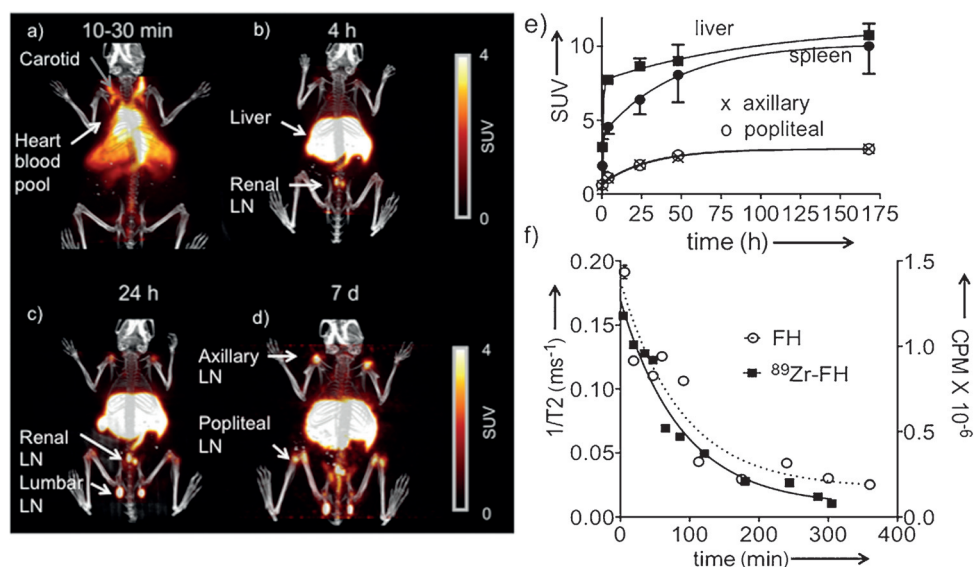 a) 10-30 min
Carotid
Heart
blood
pool
b) 4 h
Liver
Renal
LN
4
SUV
0
c) 24 h
Renal
LN
Lumbar
LN
d) 7 d
Axillary
LN
Popliteal
LN
4
SUV
0
e)
SUV
10
5
0
liver
spleen
x axillary
o popliteal
0 25 50 75 100 125 150 175
time (h)
f)
1/T2 (ms⁻¹)
0.20
0.15
0.10
0.05
0.00
FH
⁸⁹Zr-FH
1.5
1.0
0.5
0.0
CPM X 10⁻⁶
0 100 200 300 400
time (min)